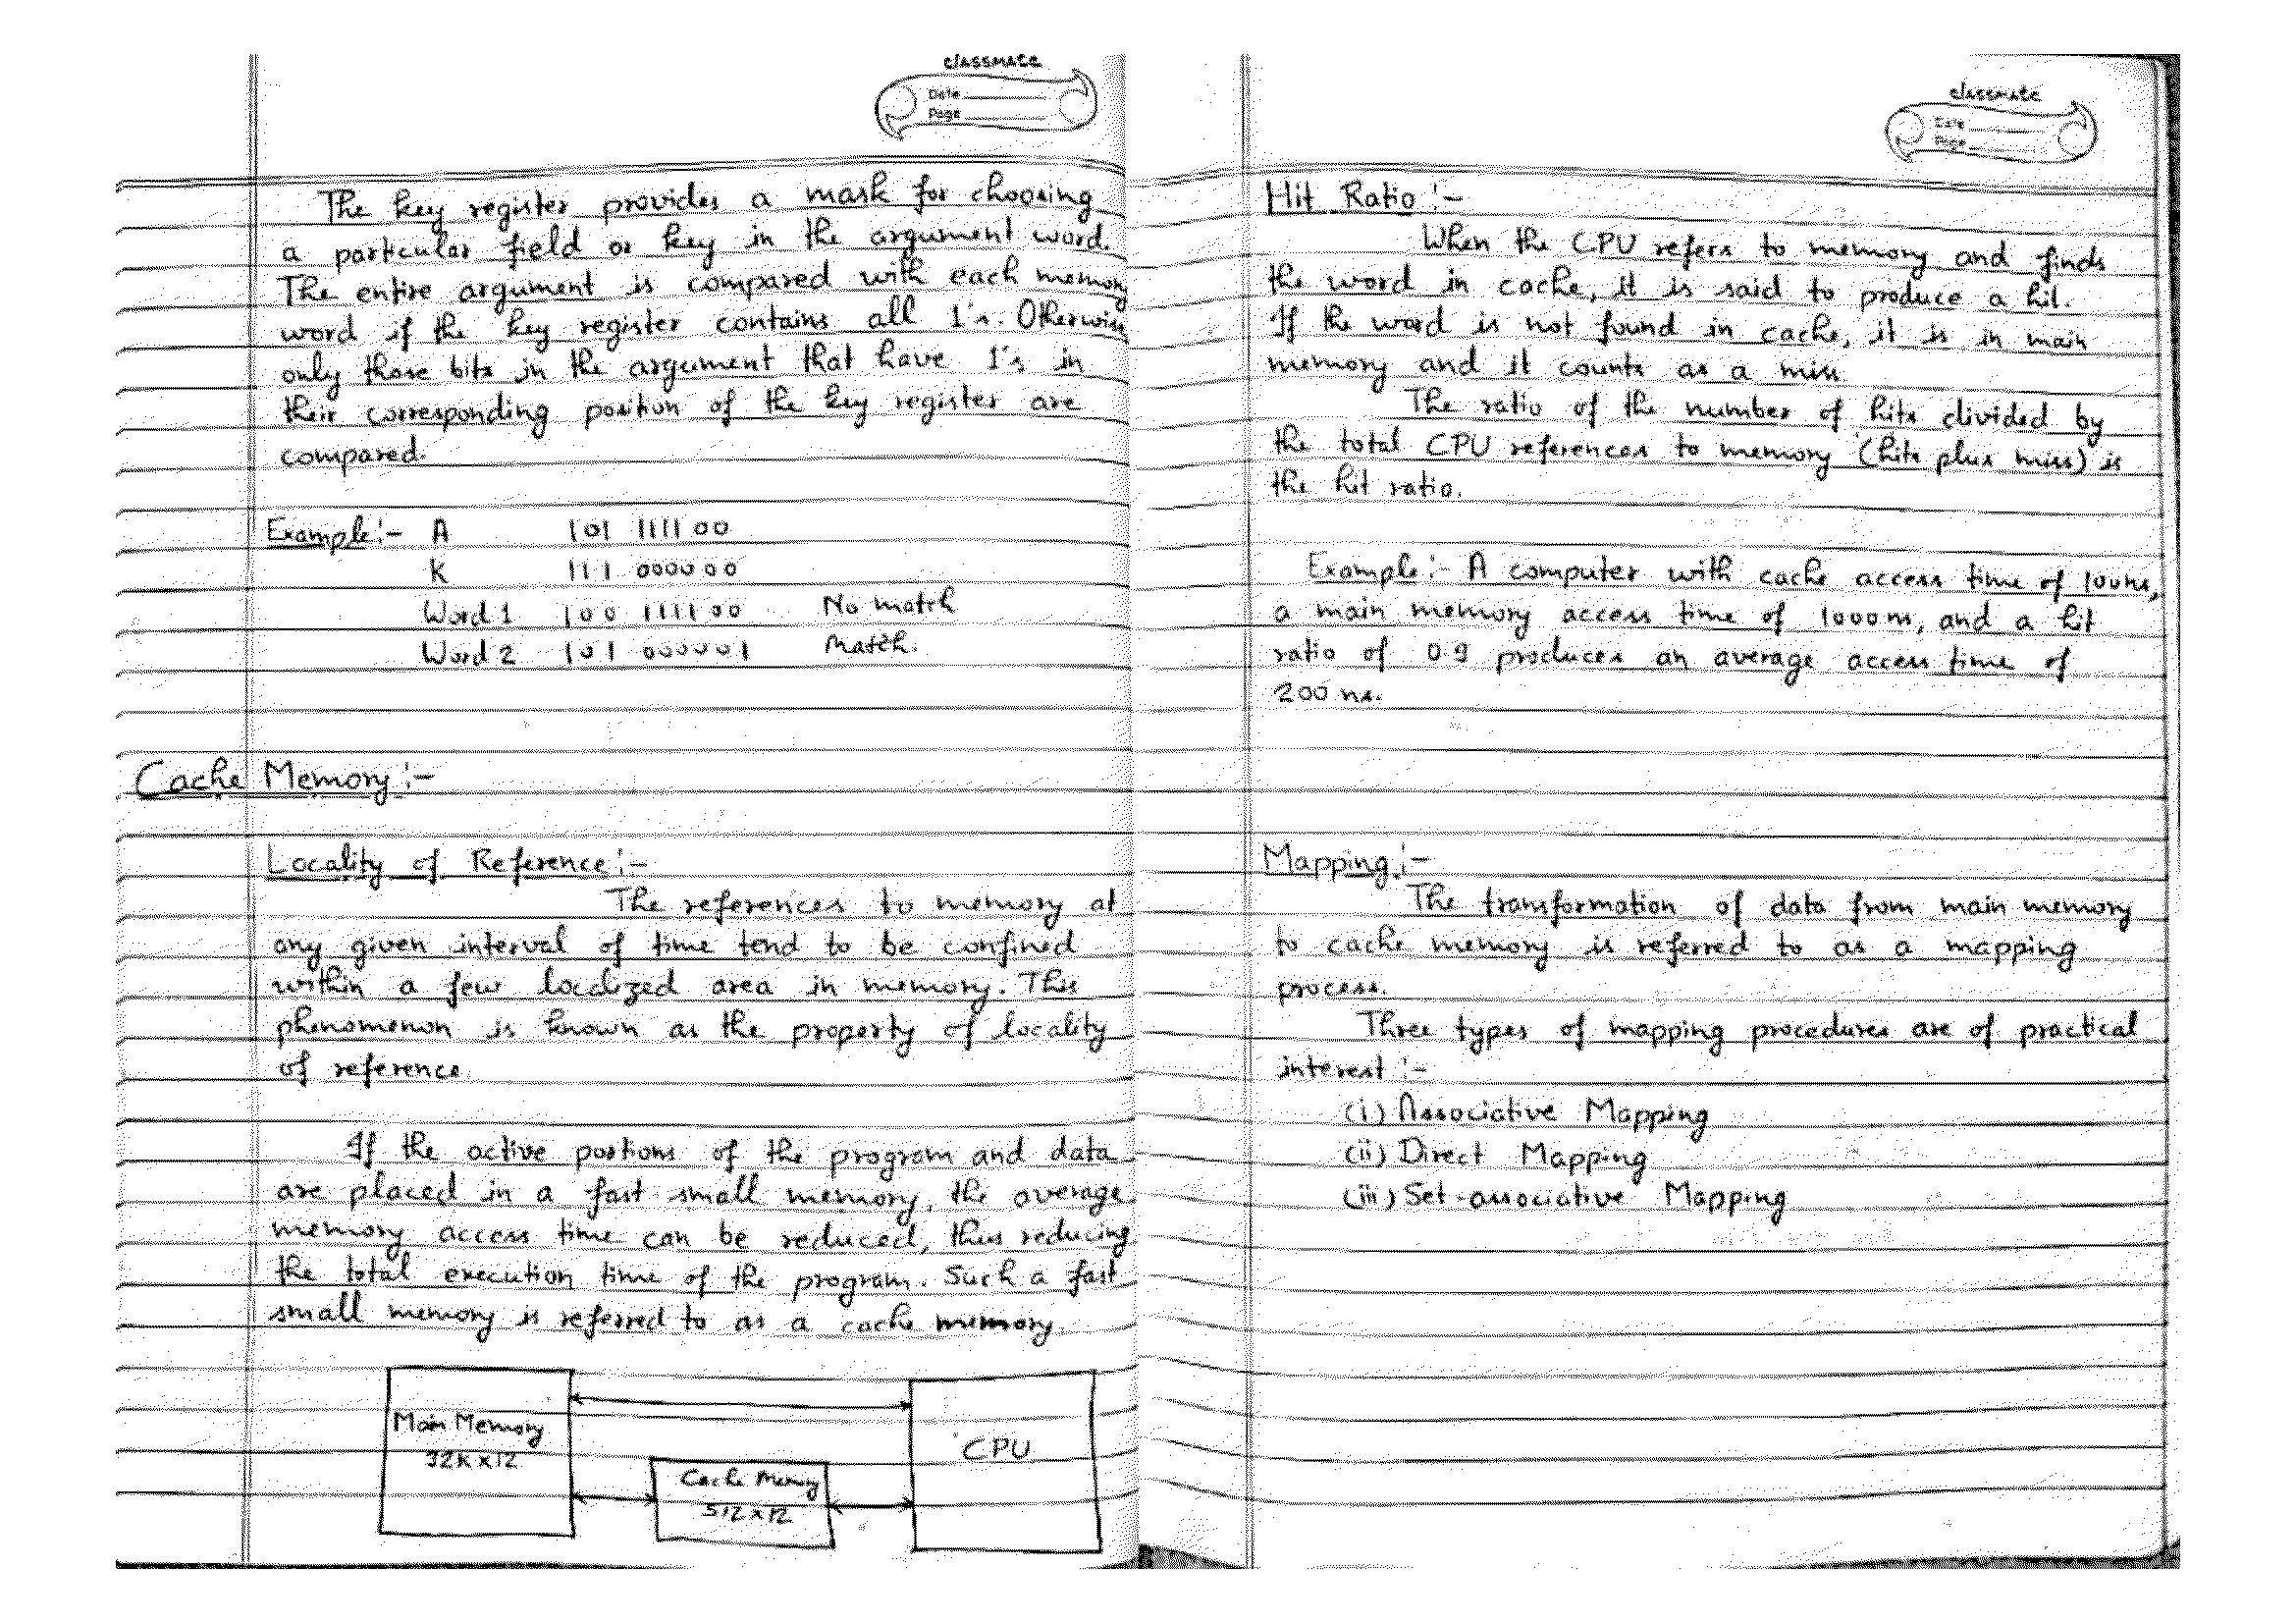 classmate
Date
Page
The key register provides a mask for choosing
a particular field or key in the argument word.
The entire argument is compared with each memory
word if the key register contains all 1's. Otherwise
only those bits in the argument that have 1's in
their corresponding position of the key register are
compared.
Example:- A 101 111100
K 111 000000
Word 1 100 111100 No match
Word 2 101 000001 Match.
Cache Memory:-
Locality of Reference:-
The references to memory at
any given interval of time tend to be confined
within a few localized area in memory. This
phenomenon is known as the property of locality
of reference.
If the active portions of the program and data
are placed in a fast small memory, the average
memory access time can be reduced, thus reducing
the total execution time of the program. Such a fast
small memory is referred to as a cache memory.
Main Memory
32K x 12
Cache Memory
512 x 12
CPU
classmate
Date
Page
Hit Ratio:-
When the CPU refers to memory and finds
the word in cache, it is said to produce a hit.
If the word is not found in cache, it is in main
memory and it counts as a miss
The ratio of the number of hits divided by
the total CPU references to memory (hits plus miss) is
the hit ratio.
Example:- A computer with cache access time of 100ns,
a main memory access time of 1000ns, and a hit
ratio of 0.9 produces an average access time of
200 ns.
Mapping:-
The transformation of data from main memory
to cache memory is referred to as a mapping
process.
Three types of mapping procedures are of practical
interest:-
(i) Associative Mapping
(ii) Direct Mapping
(iii) Set-associative Mapping